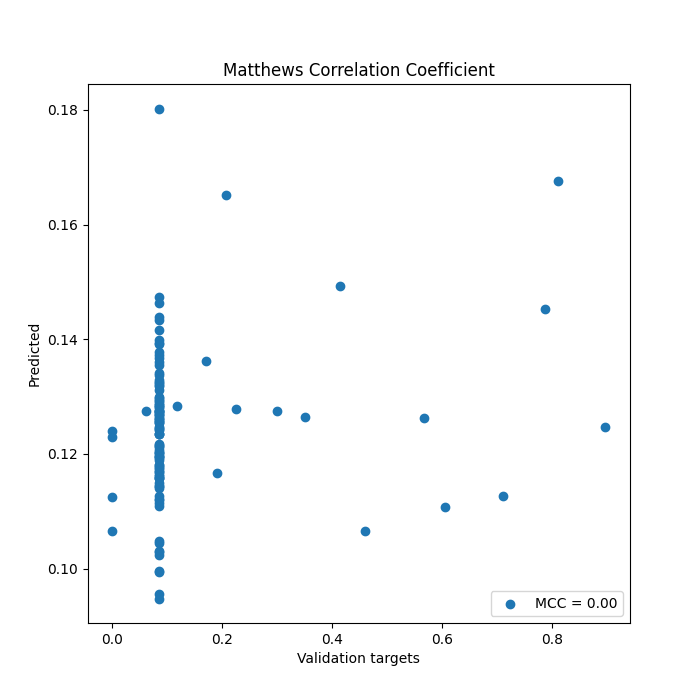 Matthews Correlation Coefficient
0.18
0.16
0.14
0.12
0.10
Predicted
MCC = 0.00
0.0 0.2 0.4 0.6 0.8
Validation targets